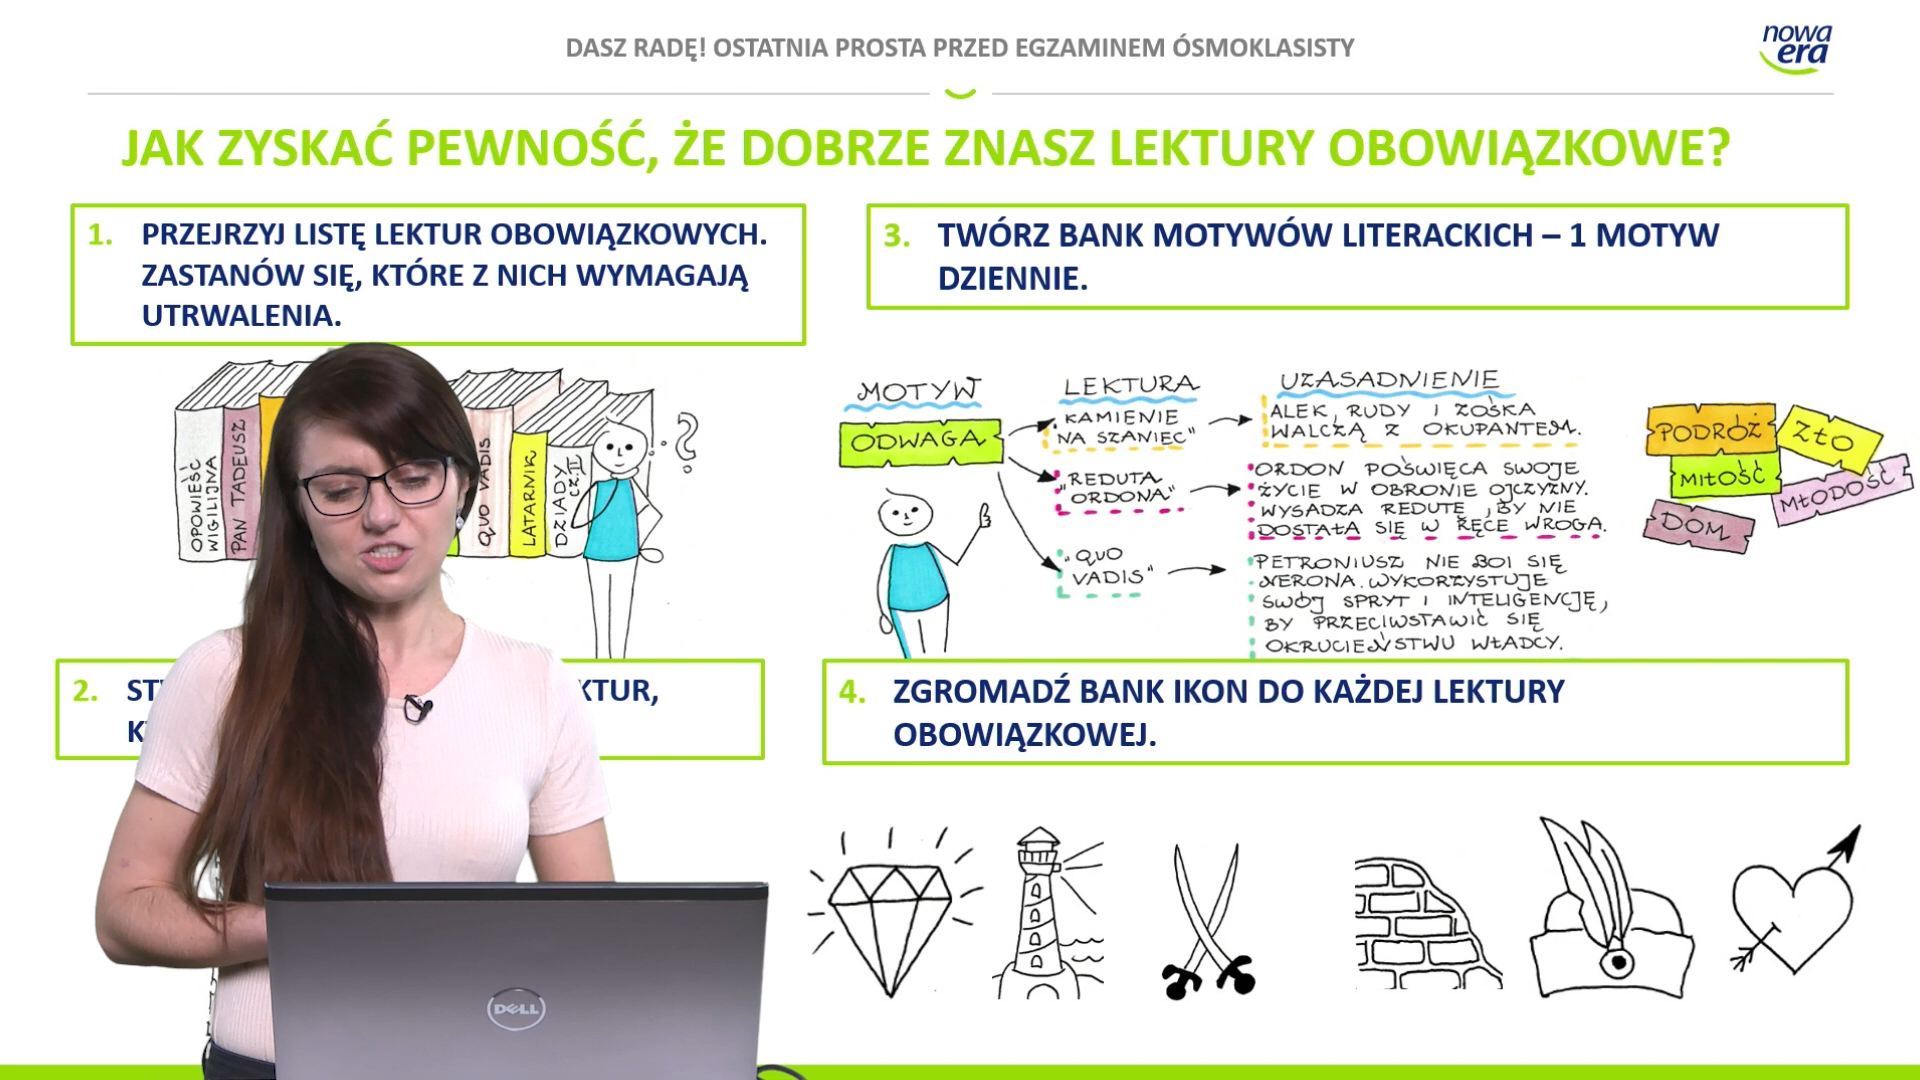 DASZ RADĘ! OSTATNIA PROSTA PRZED EGZAMINEM ÓSMOKLASISTY
nowa
era
JAK ZYSKAĆ PEWNOŚĆ, ŻE DOBRZE ZNASZ LEKTURY OBOWIĄZKOWE?
1. PRZEJRZYJ LISTĘ LEKTUR OBOWIĄZKOWYCH.
ZASTANÓW SIĘ, KTÓRE Z NICH WYMAGAJĄ
UTRWALENIA.
OPOWIEŚĆ
WIGILIJNA
PAN TADEUSZ
QUO VADIS
LATARNIK
DZIADY
CZ.II
2.
3. TWÓRZ BANK MOTYWÓW LITERACKICH – 1 MOTYW
DZIENNIE.
MOTYW
LEKTURA
UZASADNIENIE
ODWAGA
"KAMIENIE
NA SZANIEC"
ALEK, RUDY I ZOŚKA
WALCZĄ Z OKUPANTEM.
"REDUTA
ORDONA"
ORDON POŚWIĘCA SWOJE
ŻYCIE W OBRONIE OJCZYZNY.
WYSADZA REDUTĘ, BY NIE
DOSTAŁA SIĘ W RĘCE WROGA.
"QUO
VADIS"
PETRONIUSZ NIE BOI SIĘ
NERONA. WYKORZYSTUJE
SWÓJ SPRYT I INTELIGENCJĘ,
BY PRZECIWSTAWIĆ SIĘ
OKRUCIEŃSTWU WŁADCY.
PODRÓŻ
ZŁO
MIŁOŚĆ
MŁODOŚĆ
DOM
4. ZGROMADŹ BANK IKON DO KAŻDEJ LEKTURY
OBOWIĄZKOWEJ.
DELL